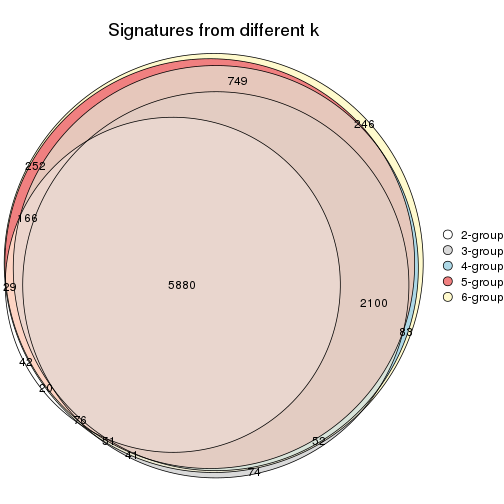 Signatures from different k
749
246
252
166
5880
29
2100
83
42
20
76
51
41
52
74
2-group
3-group
4-group
5-group
6-group